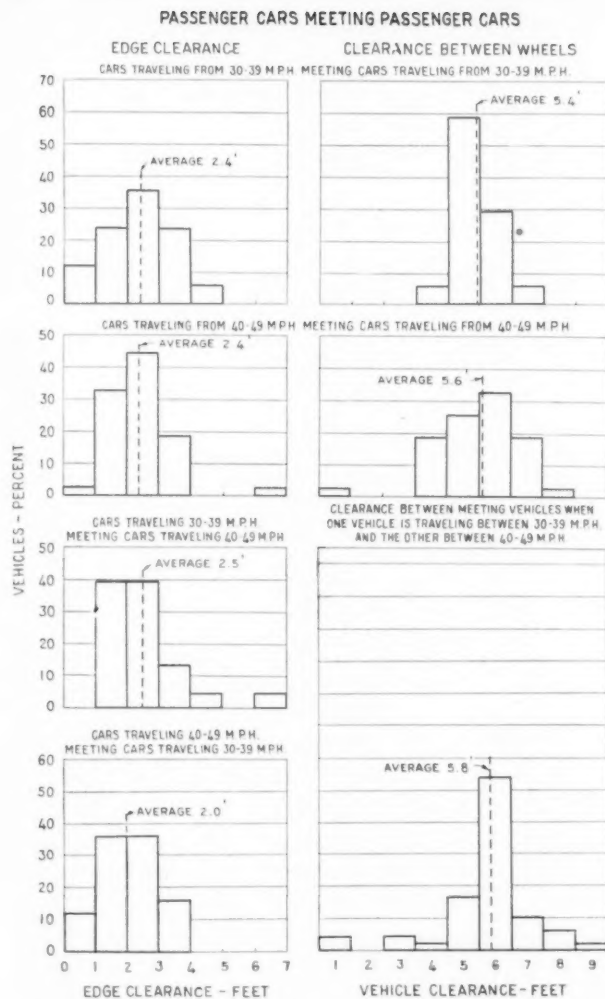 PASSENGER CARS MEETING PASSENGER CARS
EDGE CLEARANCE
CLEARANCE BETWEEN WHEELS
CARS TRAVELING FROM 30-39 M.P.H. MEETING CARS TRAVELING FROM 30-39 M.P.H.
70
60
50
40
30
20
10
0
AVERAGE 2.4'
AVERAGE 5.4'
CARS TRAVELING FROM 40-49 M.P.H. MEETING CARS TRAVELING FROM 40-49 M.P.H.
50
40
30
20
10
0
AVERAGE 2.4'
AVERAGE 5.6'
VEHICLES - PERCENT
CARS TRAVELING 30-39 M.P.H.
MEETING CARS TRAVELING 40-49 M.P.H.
50
40
30
20
10
0
AVERAGE 2.5'
CLEARANCE BETWEEN MEETING VEHICLES WHEN
ONE VEHICLE IS TRAVELING BETWEEN 30-39 M.P.H.
AND THE OTHER BETWEEN 40-49 M.P.H.
CARS TRAVELING 40-49 M.P.H.
MEETING CARS TRAVELING 30-39 M.P.H.
60
50
40
30
20
10
0
AVERAGE 2.0'
AVERAGE 5.8'
0 1 2 3 4 5 6 7
EDGE CLEARANCE - FEET
1 2 3 4 5 6 7 8 9
VEHICLE CLEARANCE - FEET